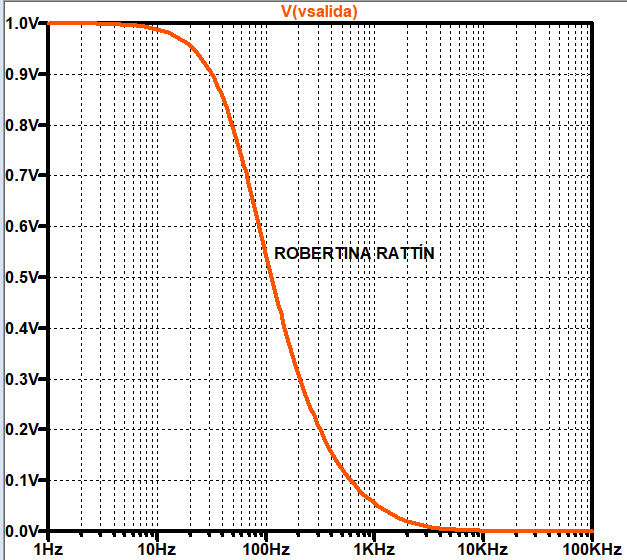 V(vsalida)
1.0V
0.9V
0.8V
0.7V
0.6V
ROBERTINA RATTÍN
0.5V
0.4V
0.3V
0.2V
0.1V
0.0V
1Hz 10Hz 100Hz 1KHz 10KHz 100KHz